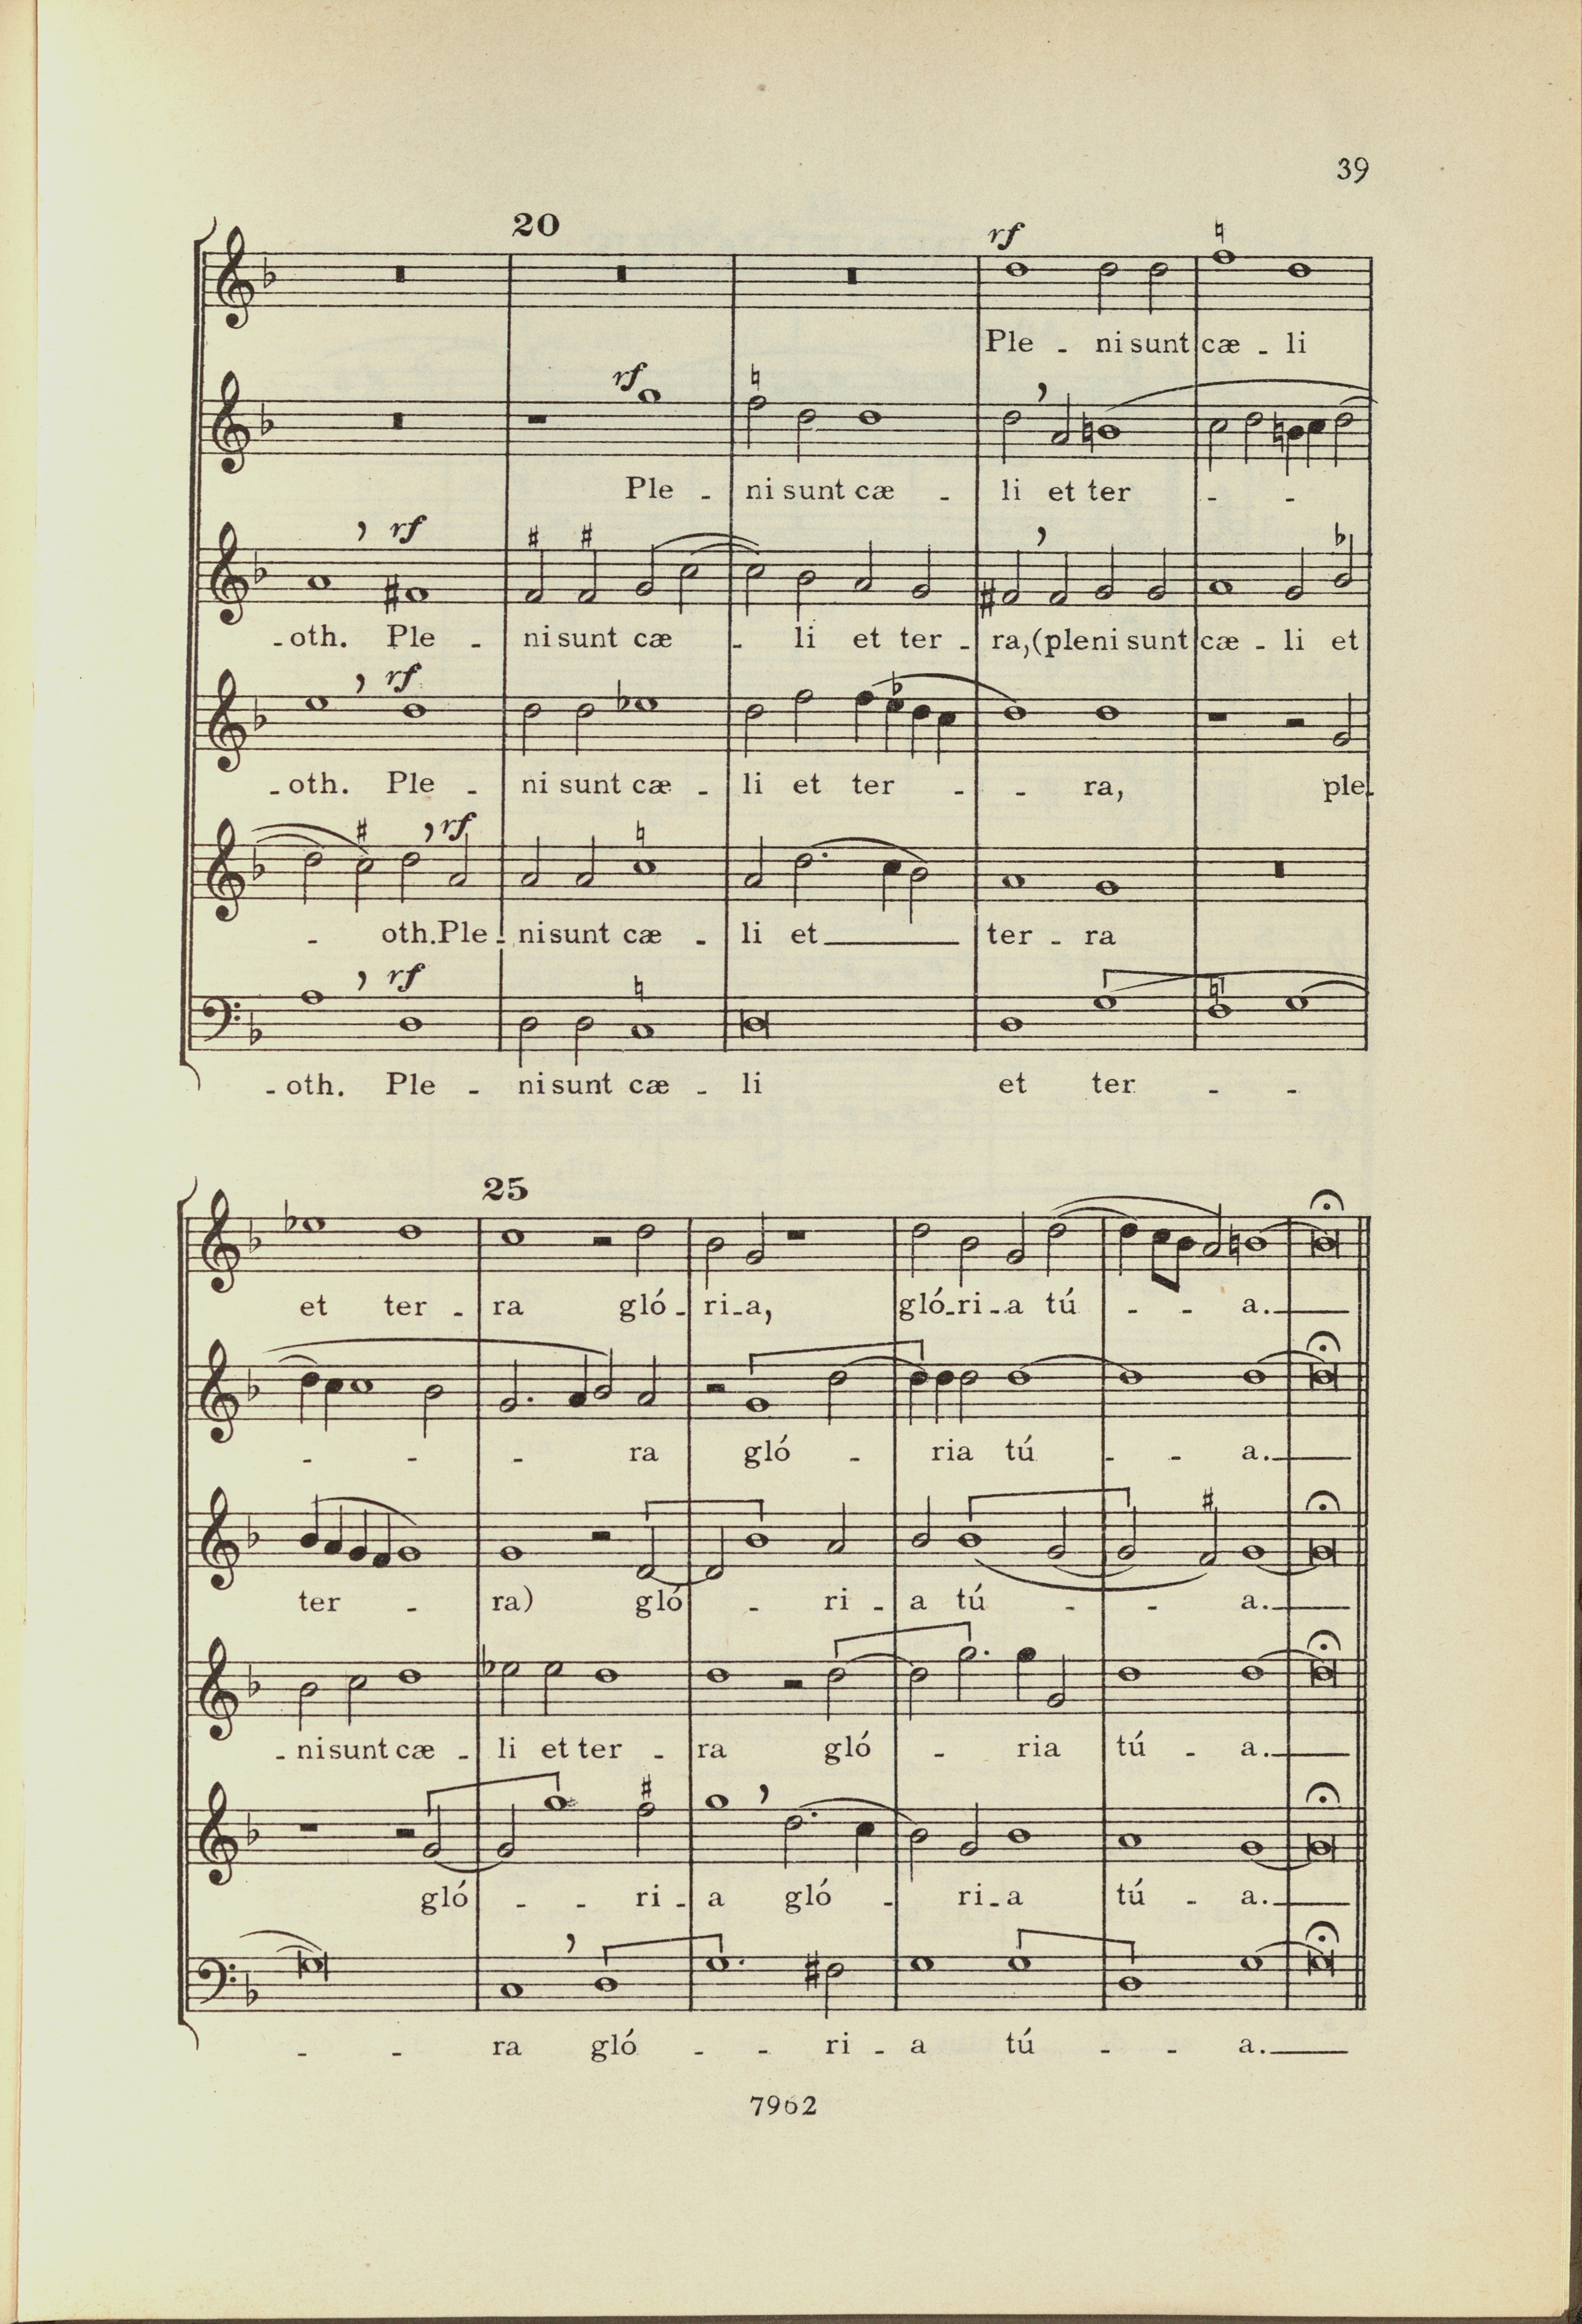 39
20
rf
Ple - ni sunt cæ - li
rf
Ple - ni sunt cæ - li et ter - -
rf
- oth. Ple - ni sunt cæ - li et ter - ra, (pleni sunt cæ - li et
rf
- oth. Ple - ni sunt cæ - li et ter - - ra, ple -
rf
- oth. Ple - ni sunt cæ - li et ter - ra
rf
- oth. Ple - ni sunt cæ - li et ter - -
25
et ter - ra gló - ri - a, gló - ri - a tú - - a.
- - - ra gló - ria tú - - a.
ter - ra) gló - ri - a tú - - a.
- ni sunt cæ - li et ter - ra gló - ria tú - a.
gló - - ri - a gló - ri - a tú - a.
- - ra gló - - ri - a tú - - a.
7962